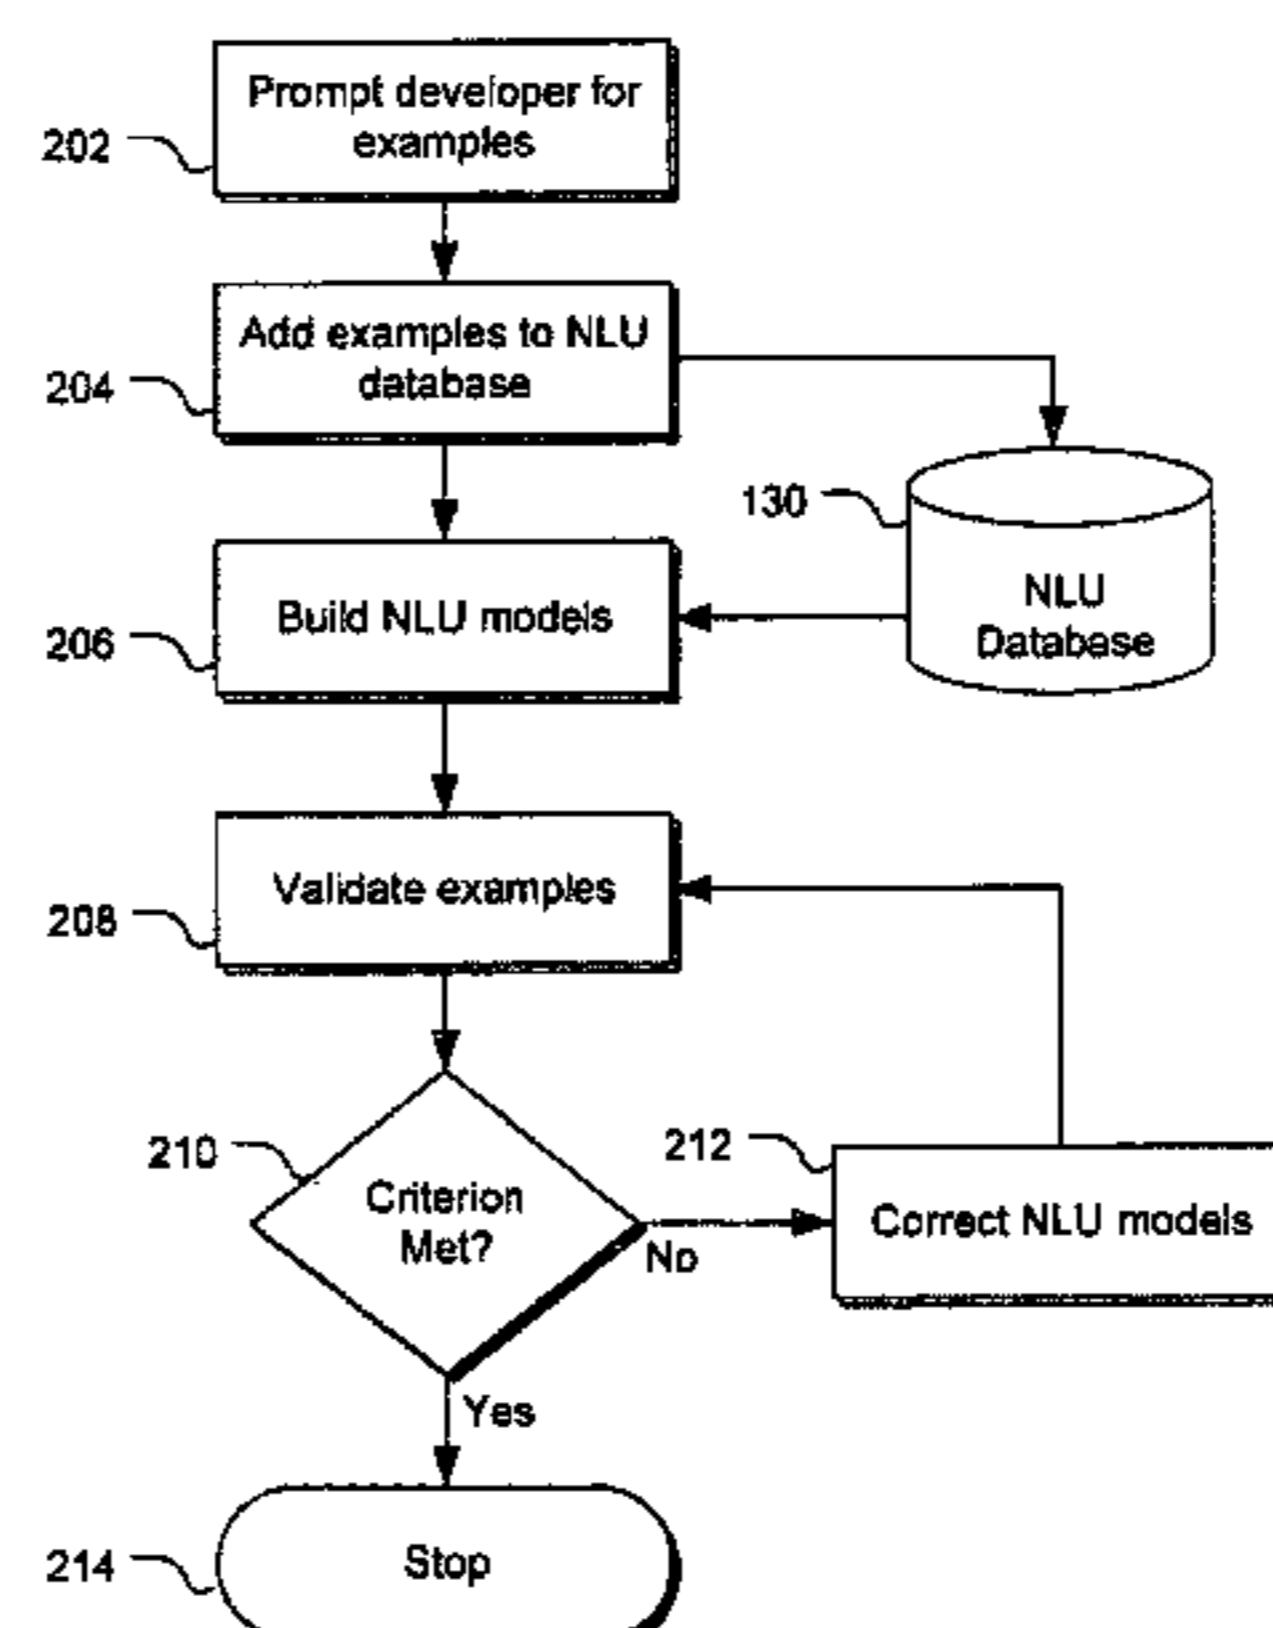 Prompt developer for
examples
202
Add examples to NLU
database
204
130
NLU
Database
Build NLU models
206
Validate examples
208
210
Criterion
Met?
No
212
Correct NLU models
Yes
Stop
214